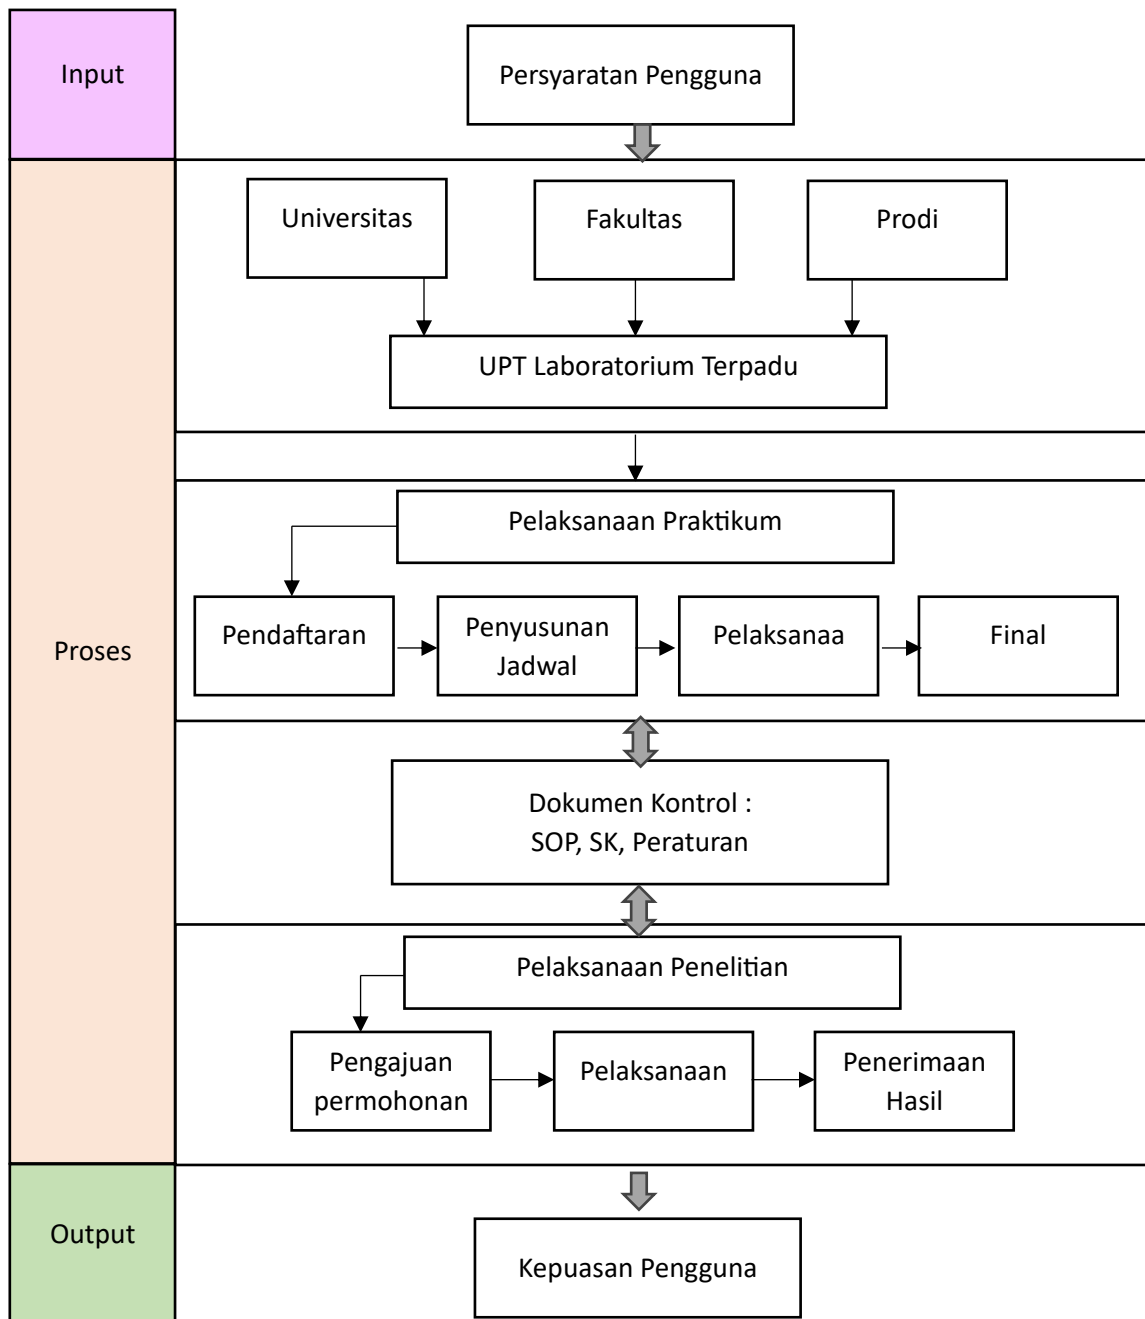 Input
Persyaratan Pengguna
Universitas
Fakultas
Prodi
UPT Laboratorium Terpadu
Proses
Pelaksanaan Praktikum
Pendaftaran
Penyusunan
Jadwal
Pelaksanaa
Final
Dokumen Kontrol :
SOP, SK, Peraturan
Pelaksanaan Penelitian
Pengajuan
permohonan
Pelaksanaan
Penerimaan
Hasil
Output
Kepuasan Pengguna